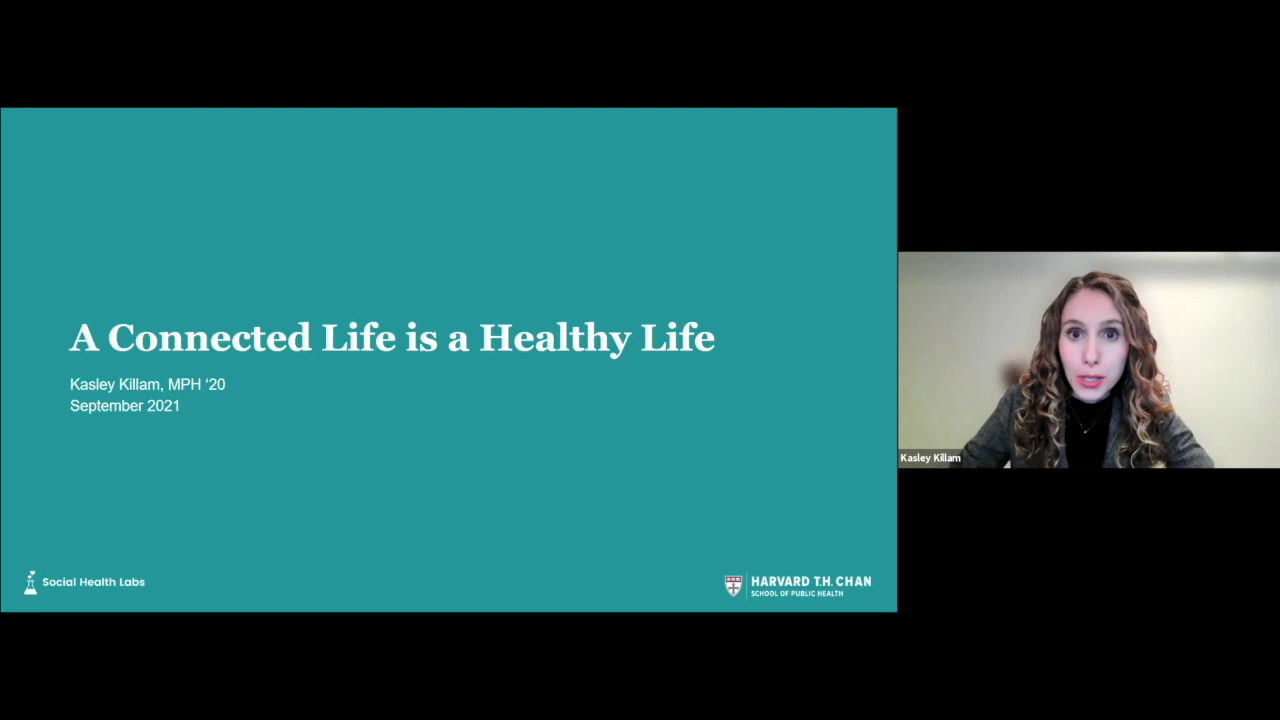 A Connected Life is a Healthy Life
Kasley Killam, MPH ‘20
September 2021
Social Health Labs
HARVARD T.H. CHAN
SCHOOL OF PUBLIC HEALTH
Kasley Killam